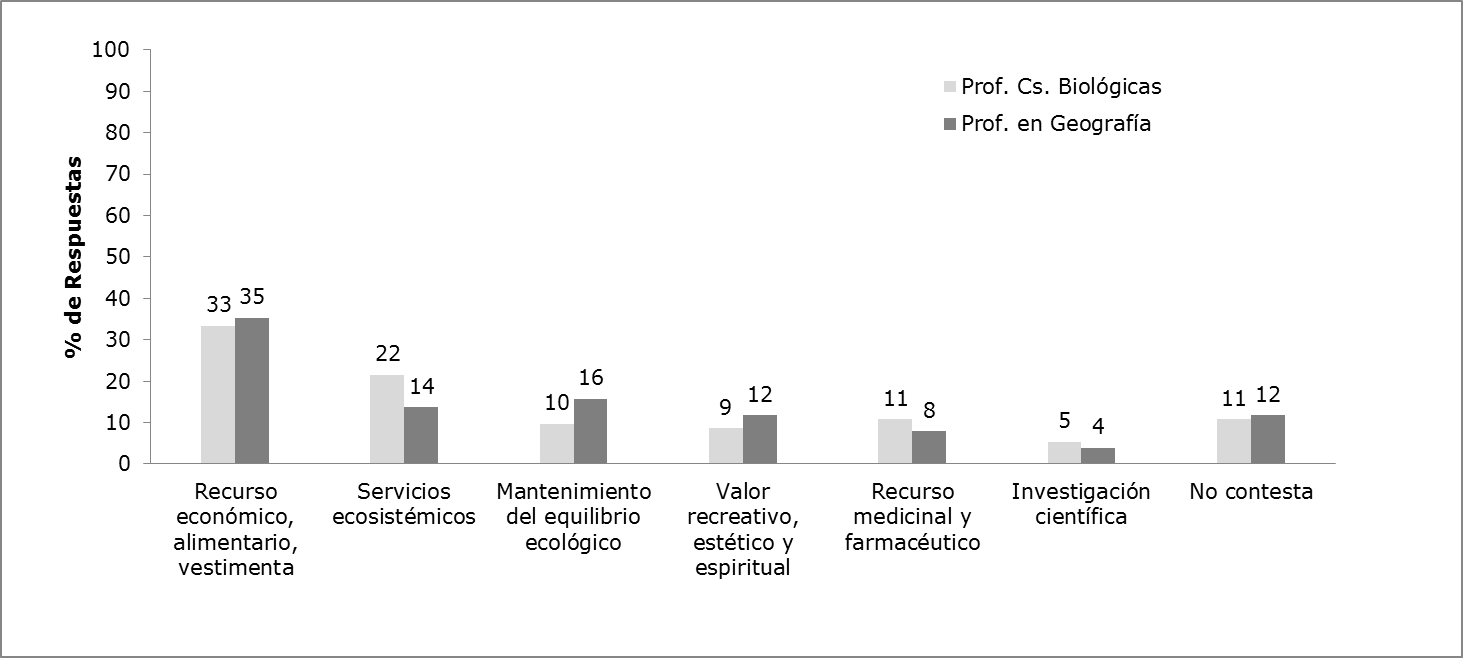 100
90
80
70
60
50
40
30
20
10
0
% de Respuestas
Prof. Cs. Biológicas
Prof. en Geografía
33
35
22
14
10
16
9
12
11
8
5
4
11
12
Recurso
económico,
alimentario,
vestimenta
Servicios
ecosistémicos
Mantenimiento
del equilibrio
ecológico
Valor
recreativo,
estético y
espiritual
Recurso
medicinal y
farmacéutico
Investigación
científica
No contesta